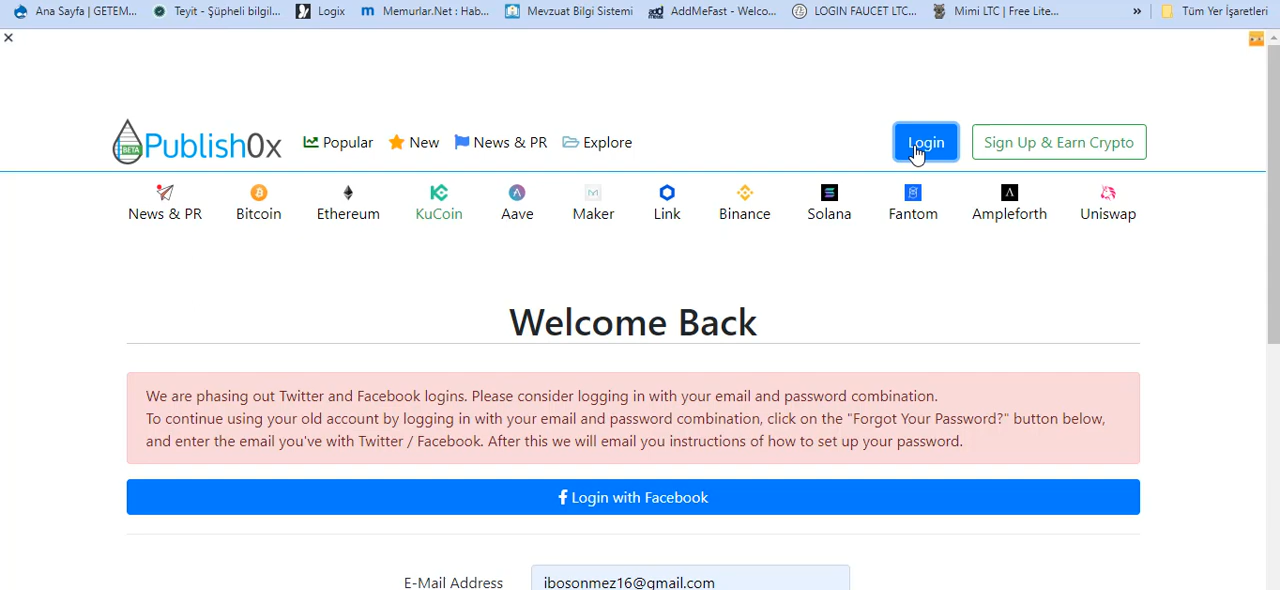 Ana Sayfa | GETEM... Teyit - Şüpheli bilgil... Logix Memurlar.Net : Hab... Mevzuat Bilgi Sistemi AddMeFast - Welco... LOGIN FAUCET LTC... Mimi LTC | Free Lite... » Tüm Yer İşaretleri
BETA Publish0x Popular New News & PR Explore Login Sign Up & Earn Crypto
News & PR Bitcoin Ethereum KuCoin Aave Maker Link Binance Solana Fantom Ampleforth Uniswap
Welcome Back
We are phasing out Twitter and Facebook logins. Please consider logging in with your email and password combination.
To continue using your old account by logging in with your email and password combination, click on the "Forgot Your Password?" button below,
and enter the email you've with Twitter / Facebook. After this we will email you instructions of how to set up your password.
Login with Facebook
E-Mail Address ibosonmez16@gmail.com